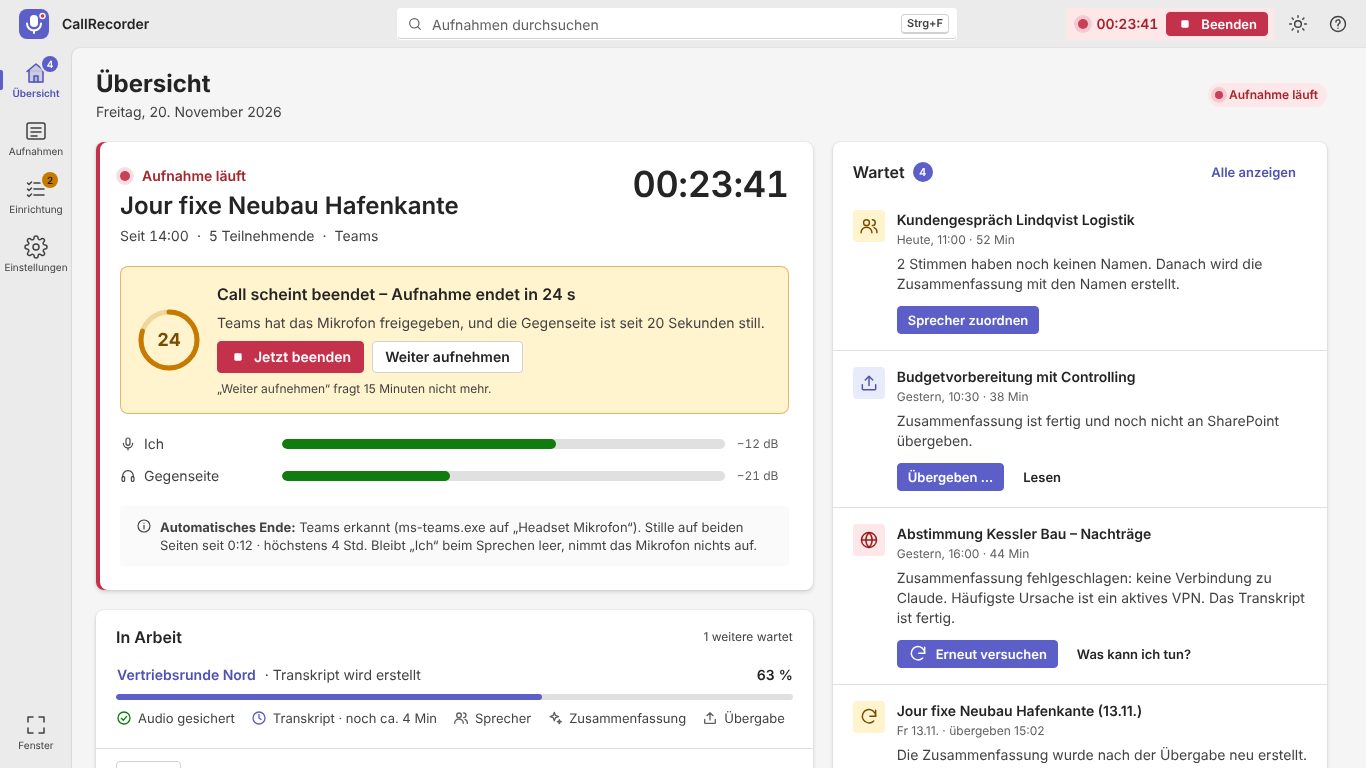 CallRecorder
Aufnahmen durchsuchen
Strg+F
00:23:41
Beenden
4
Übersicht
Aufnahmen
2
Einrichtung
Einstellungen
Fenster
Übersicht
Freitag, 20. November 2026
Aufnahme läuft
Aufnahme läuft
00:23:41
Jour fixe Neubau Hafenkante
Seit 14:00 · 5 Teilnehmende · Teams
Call scheint beendet – Aufnahme endet in 24 s
24
Teams hat das Mikrofon freigegeben, und die Gegenseite ist seit 20 Sekunden still.
Jetzt beenden
Weiter aufnehmen
„Weiter aufnehmen“ fragt 15 Minuten nicht mehr.
Ich
−12 dB
Gegenseite
−21 dB
Automatisches Ende: Teams erkannt (ms-teams.exe auf „Headset Mikrofon“). Stille auf beiden
Seiten seit 0:12 · höchstens 4 Std. Bleibt „Ich“ beim Sprechen leer, nimmt das Mikrofon nichts auf.
In Arbeit
1 weitere wartet
Vertriebsrunde Nord · Transkript wird erstellt
63 %
Audio gesichert
Transkript · noch ca. 4 Min
Sprecher
Zusammenfassung
Übergabe
Wartet 4
Alle anzeigen
Kundengespräch Lindqvist Logistik
Heute, 11:00 · 52 Min
2 Stimmen haben noch keinen Namen. Danach wird die
Zusammenfassung mit den Namen erstellt.
Sprecher zuordnen
Budgetvorbereitung mit Controlling
Gestern, 10:30 · 38 Min
Zusammenfassung ist fertig und noch nicht an SharePoint
übergeben.
Übergeben ...
Lesen
Abstimmung Kessler Bau – Nachträge
Gestern, 16:00 · 44 Min
Zusammenfassung fehlgeschlagen: keine Verbindung zu
Claude. Häufigste Ursache ist ein aktives VPN. Das Transkript
ist fertig.
Erneut versuchen
Was kann ich tun?
Jour fixe Neubau Hafenkante (13.11.)
Fr 13.11. · übergeben 15:02
Die Zusammenfassung wurde nach der Übergabe neu erstellt.